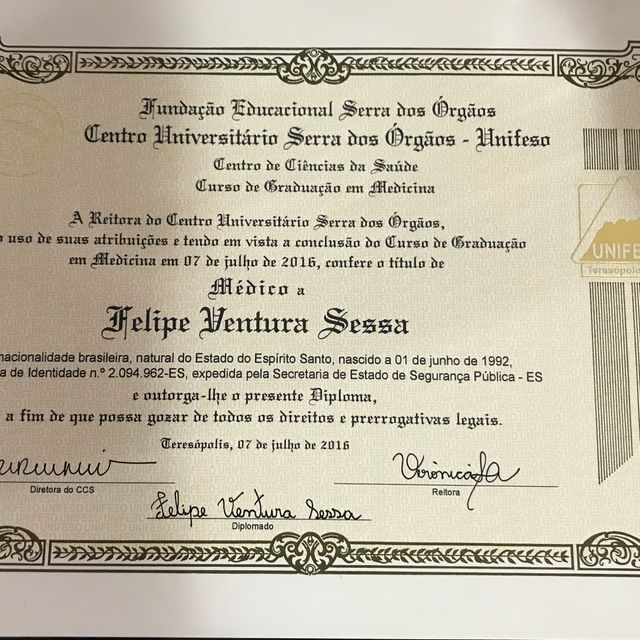 Fundação Educacional Serra dos Órgãos
Centro Universitário Serra dos Órgãos - Unifeso
Centro de Ciências da Saúde
Curso de Graduação em Medicina
A Reitora do Centro Universitário Serra dos Órgãos,
uso de suas atribuições e tendo em vista a conclusão do Curso de Graduação
em Medicina em 07 de julho de 2016, confere o título de
Médico a
Felipe Ventura Sessa
nacionalidade brasileira, natural do Estado do Espírito Santo, nascido a 01 de junho de 1992,
a de Identidade n.º 2.094.962-ES, expedida pela Secretaria de Estado de Segurança Pública - ES
e outorga-lhe o presente Diploma,
a fim de que possa gozar de todos os direitos e prerrogativas legais.
Teresópolis, 07 de julho de 2016
Diretora do CCS
Reitora
Felipe Ventura Sessa
Diplomado
UNIFE
Teresópolis